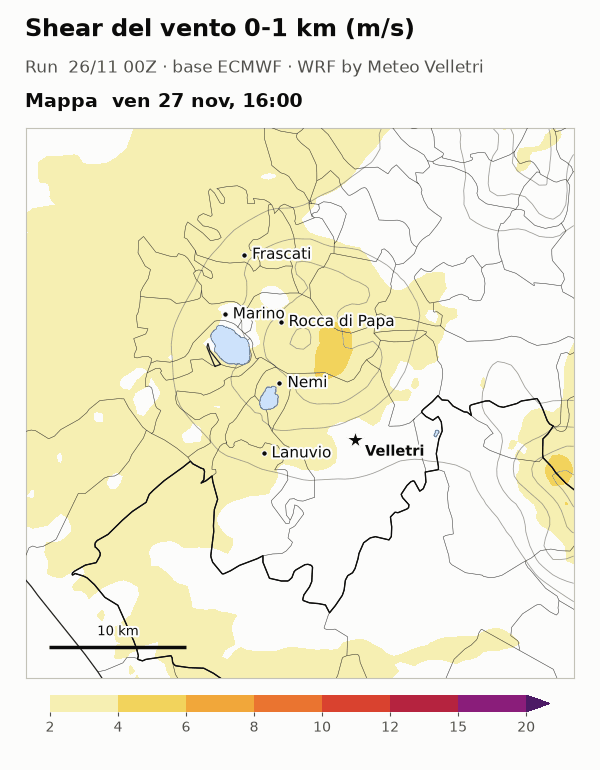 Shear del vento 0-1 km (m/s)
Run  26/11 00Z · base ECMWF · WRF by Meteo Velletri
Mappa  ven 27 nov, 16:00
Frascati
Marino
Rocca di Papa
Nemi
Velletri
Lanuvio
10 km
2 4 6 8 10 12 15 20